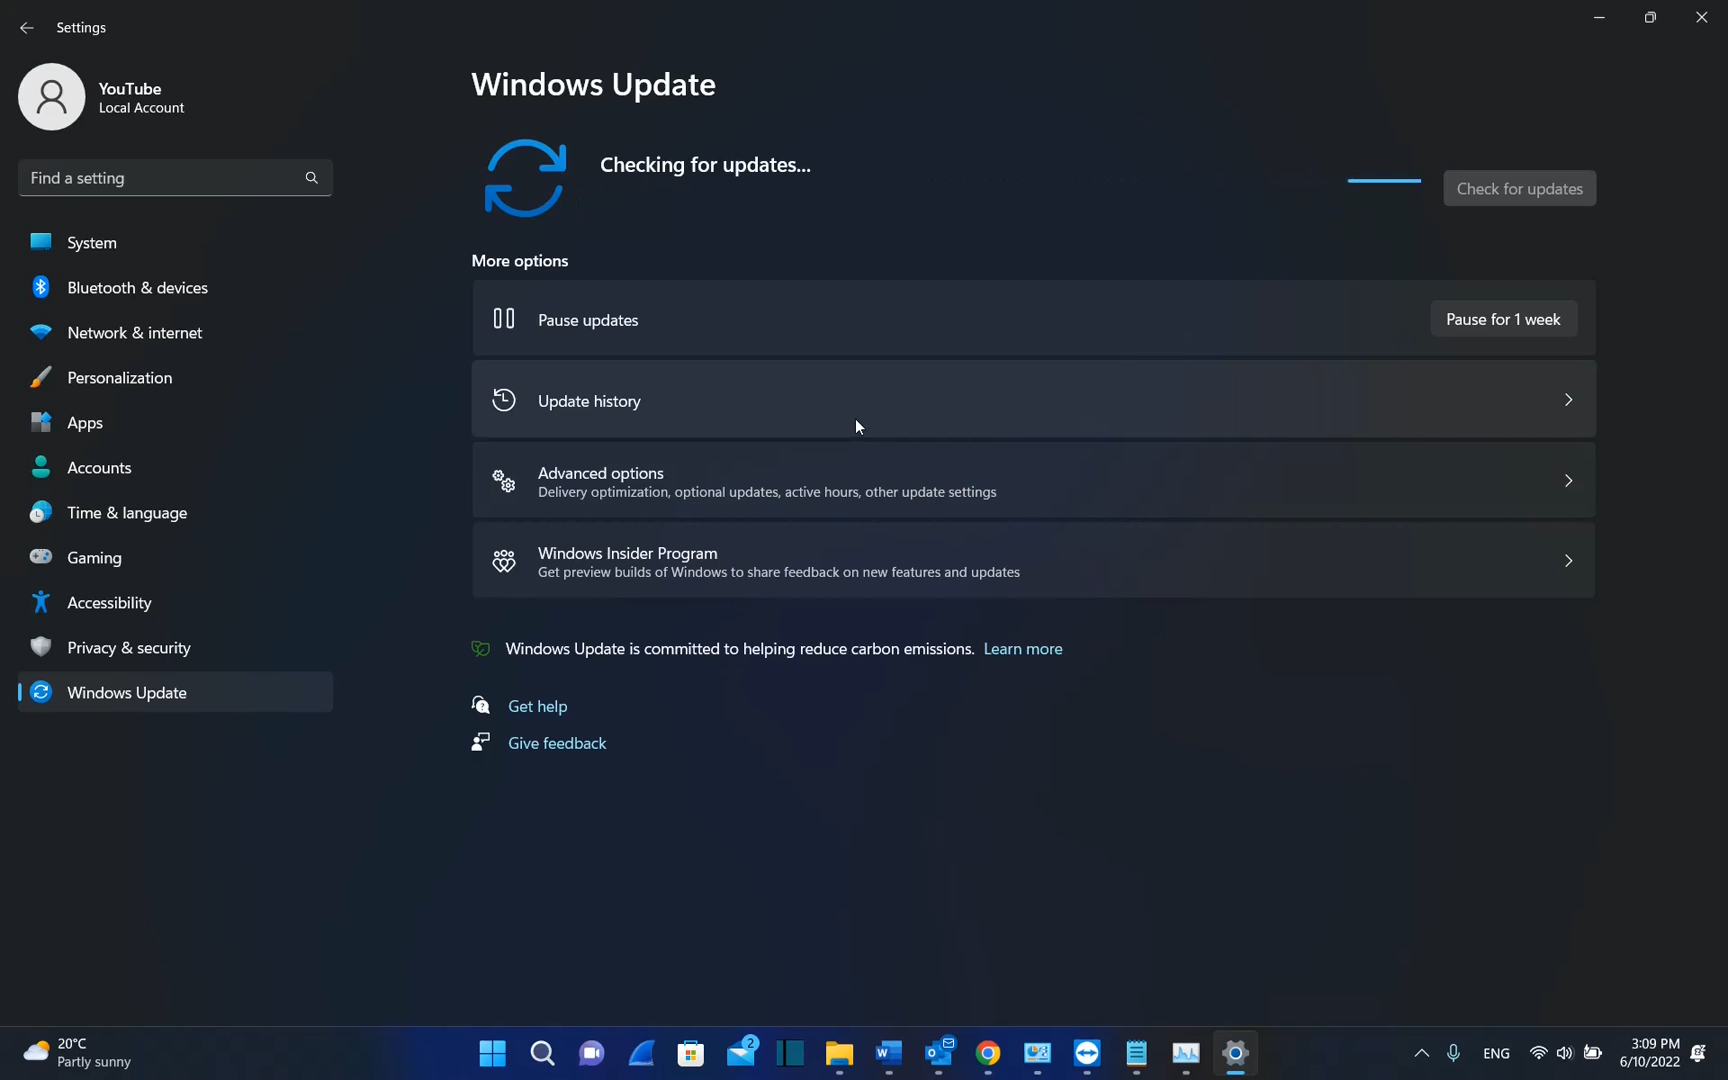 Settings
YouTube
Local Account
Find a setting
System
Bluetooth & devices
Network & internet
Personalization
Apps
Accounts
Time & language
Gaming
Accessibility
Privacy & security
Windows Update
Windows Update
Checking for updates...
Check for updates
More options
Pause updates
Pause for 1 week
Update history
Advanced options
Delivery optimization, optional updates, active hours, other update settings
Windows Insider Program
Get preview builds of Windows to share feedback on new features and updates
Windows Update is committed to helping reduce carbon emissions. Learn more
Get help
Give feedback
20°C
Partly sunny
2
ENG
3:09 PM
6/10/2022